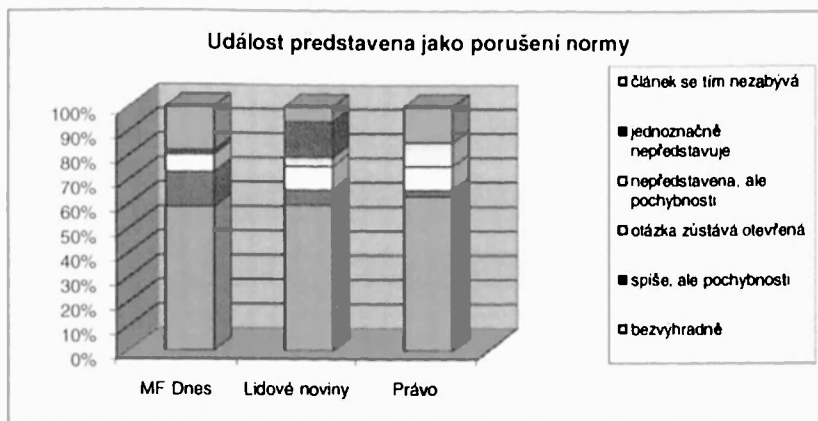 Událost predstavena jako porušení normy
100%
90%
80%
70%
60%
50%
40%
30%
20%
10%
0%
MF Dnes
Lidové noviny
Právo
článek se tím nezabývá
jednoznačně
nepředstavuje
nepředstavena, ale
pochybnosti
otázka zústává otevřená
spíše, ale pochybnosti
bezvyhradně